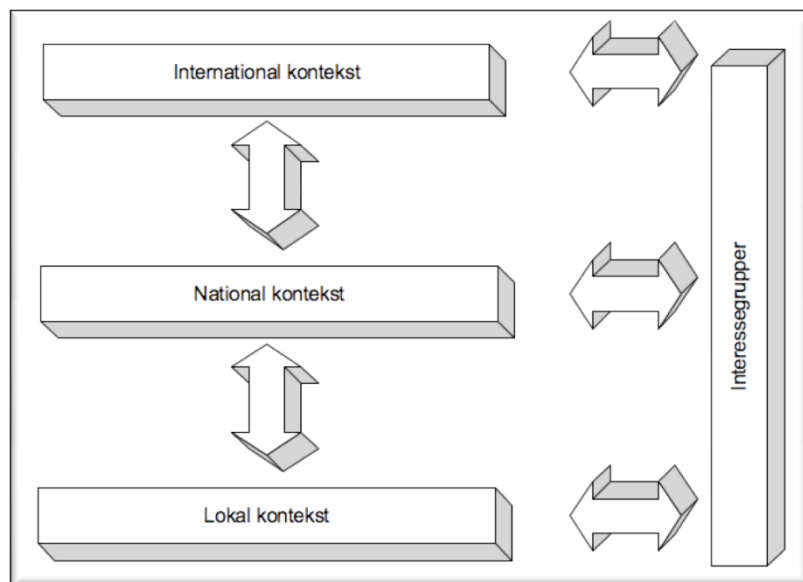 International kontekst
National kontekst
Interessegrupper
Lokal kontekst